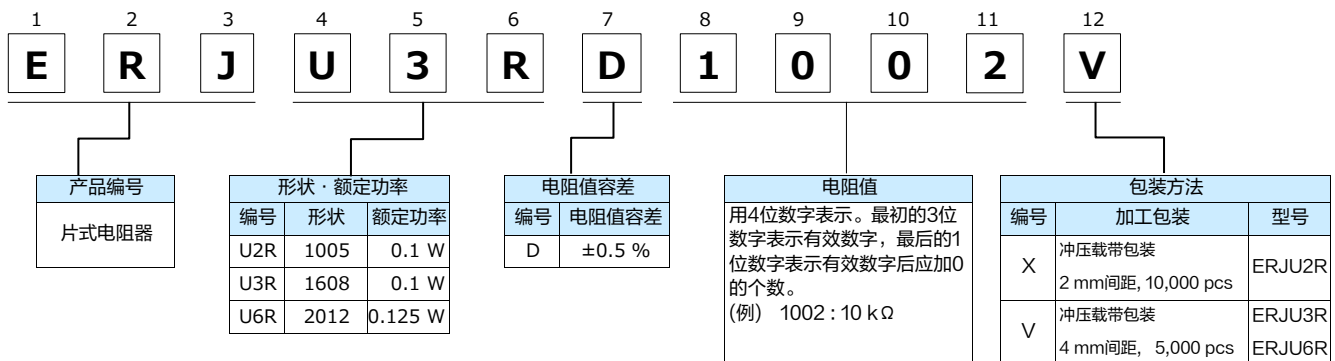 1 2 3 4 5 6 7 8 9 10 11 12
E R J U 3 R D 1 0 0 2 V
产品编号
片式电阻器
形状·额定功率
编号 形状 额定功率
U2R 1005 0.1 W
U3R 1608 0.1 W
U6R 2012 0.125 W
电阻值容差
编号 电阻值容差
D ±0.5 %
电阻值
用4位数字表示。最初的3位
数字表示有效数字，最后的1
位数字表示有效数字后应加0
的个数。
(例) 1002 : 10 kΩ
包装方法
编号 加工包装 型号
X 冲压载带包装 ERJU2R
2 mm间距, 10,000 pcs
V 冲压载带包装 ERJU3R
4 mm间距, 5,000 pcs ERJU6R